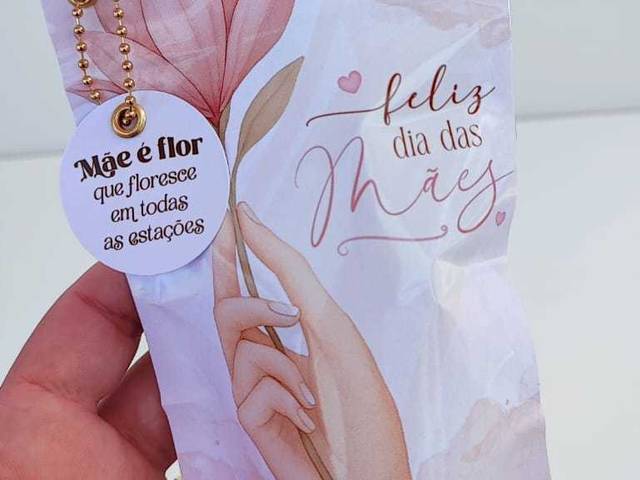 Mãe é flor
que floresce
em todas
as estações
feliz
dia das
Mães